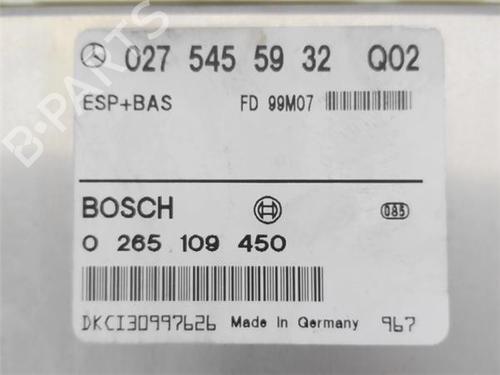 027 545 59 32 Q02
ESP+BAS FD 99M07
BOSCH 085
0 265 109 450
DKCI30997626 Made In Germany 967
B-PARTS